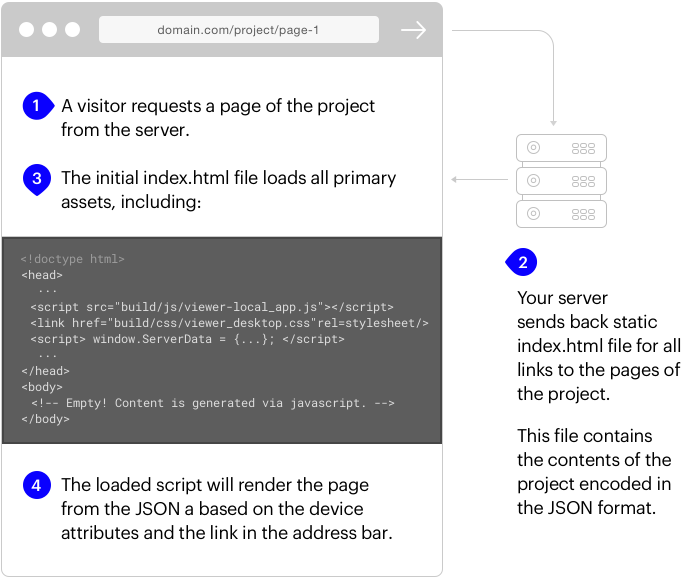 domain.com/project/page-1
1
A visitor requests a page of the project
from the server.
3
The initial index.html file loads all primary
assets, including:
<!doctype html>
<head>
...
<script src="build/js/viewer-local_app.js"></script>
<link href="build/css/viewer_desktop.css"rel=stylesheet/>
<script> window.ServerData = {...}; </script>
...
</head>
<body>
<!-- Empty! Content is generated via javascript. -->
</body>
4
The loaded script will render the page
from the JSON a based on the device
attributes and the link in the address bar.
2
Your server
sends back static
index.html file for all
links to the pages of
the project.
This file contains
the contents of the
project encoded in
the JSON format.